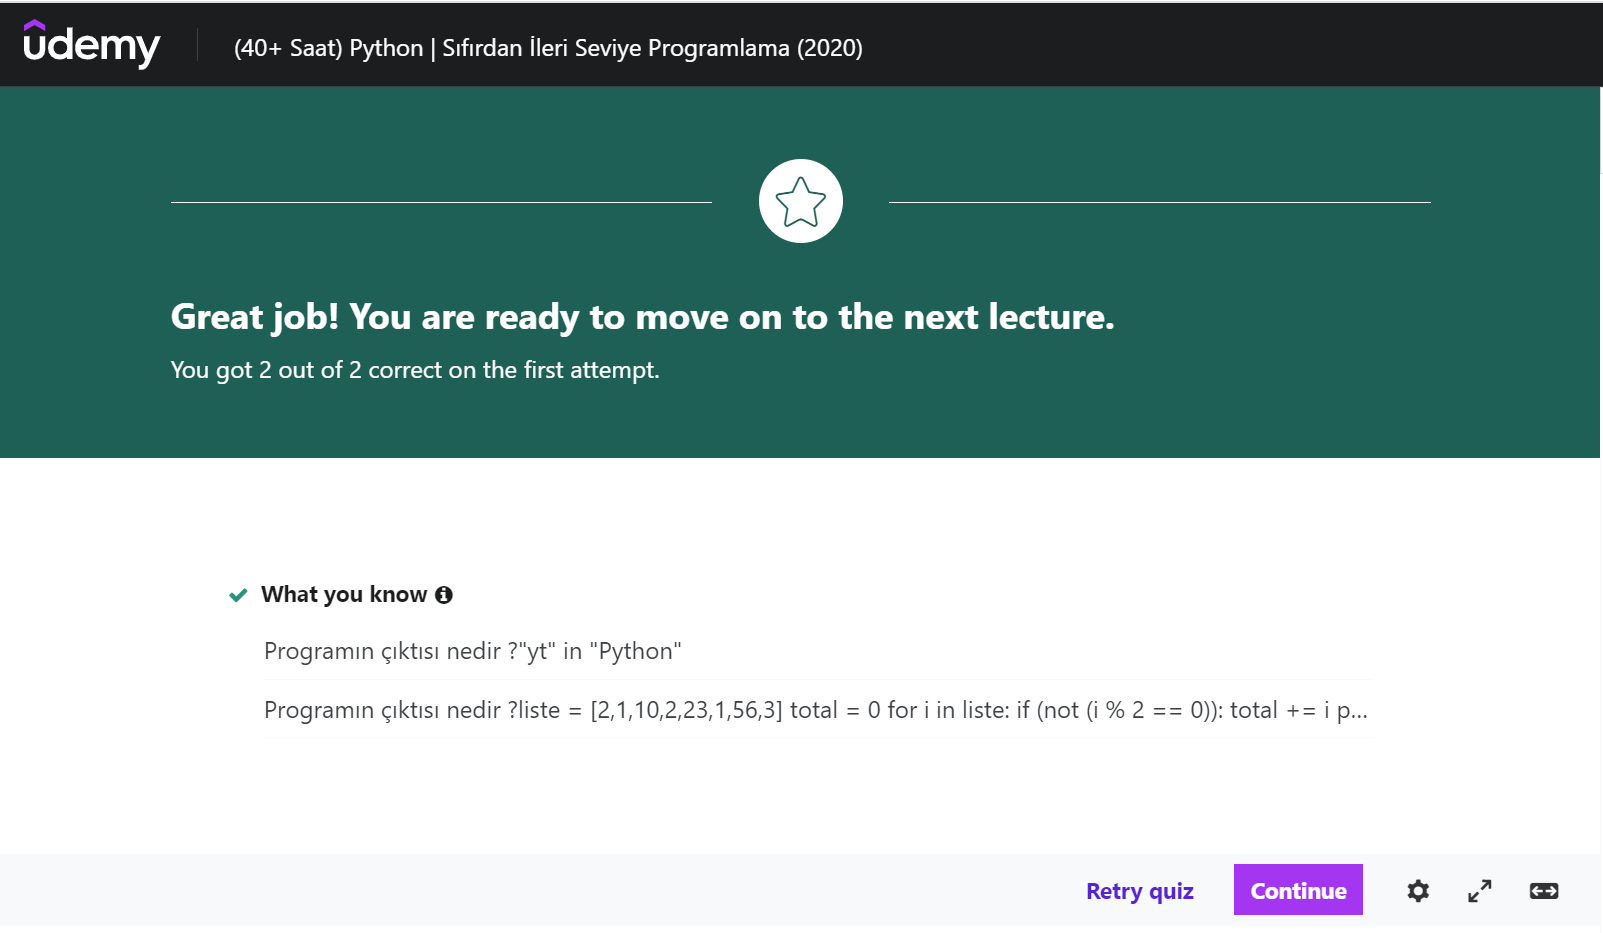 udemy
(40+ Saat) Python | Sıfırdan İleri Seviye Programlama (2020)
Great job! You are ready to move on to the next lecture.
You got 2 out of 2 correct on the first attempt.
What you know
Programın çıktısı nedir ?"yt" in "Python"
Programın çıktısı nedir ?liste = [2,1,10,2,23,1,56,3] total = 0 for i in liste: if (not (i % 2 == 0)): total += i p...
Retry quiz
Continue